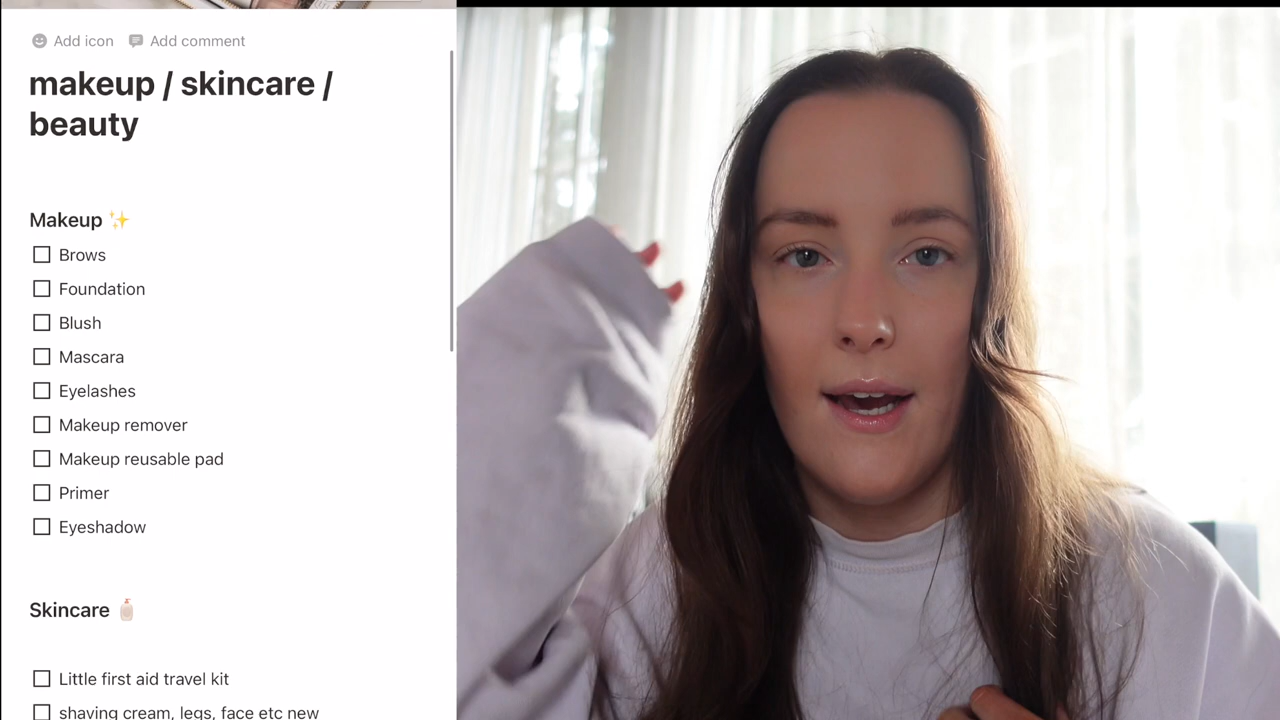 Add icon Add comment
makeup / skincare /
beauty
Makeup ✨
Brows
Foundation
Blush
Mascara
Eyelashes
Makeup remover
Makeup reusable pad
Primer
Eyeshadow
Skincare 🧴
Little first aid travel kit
shaving cream, legs, face etc new